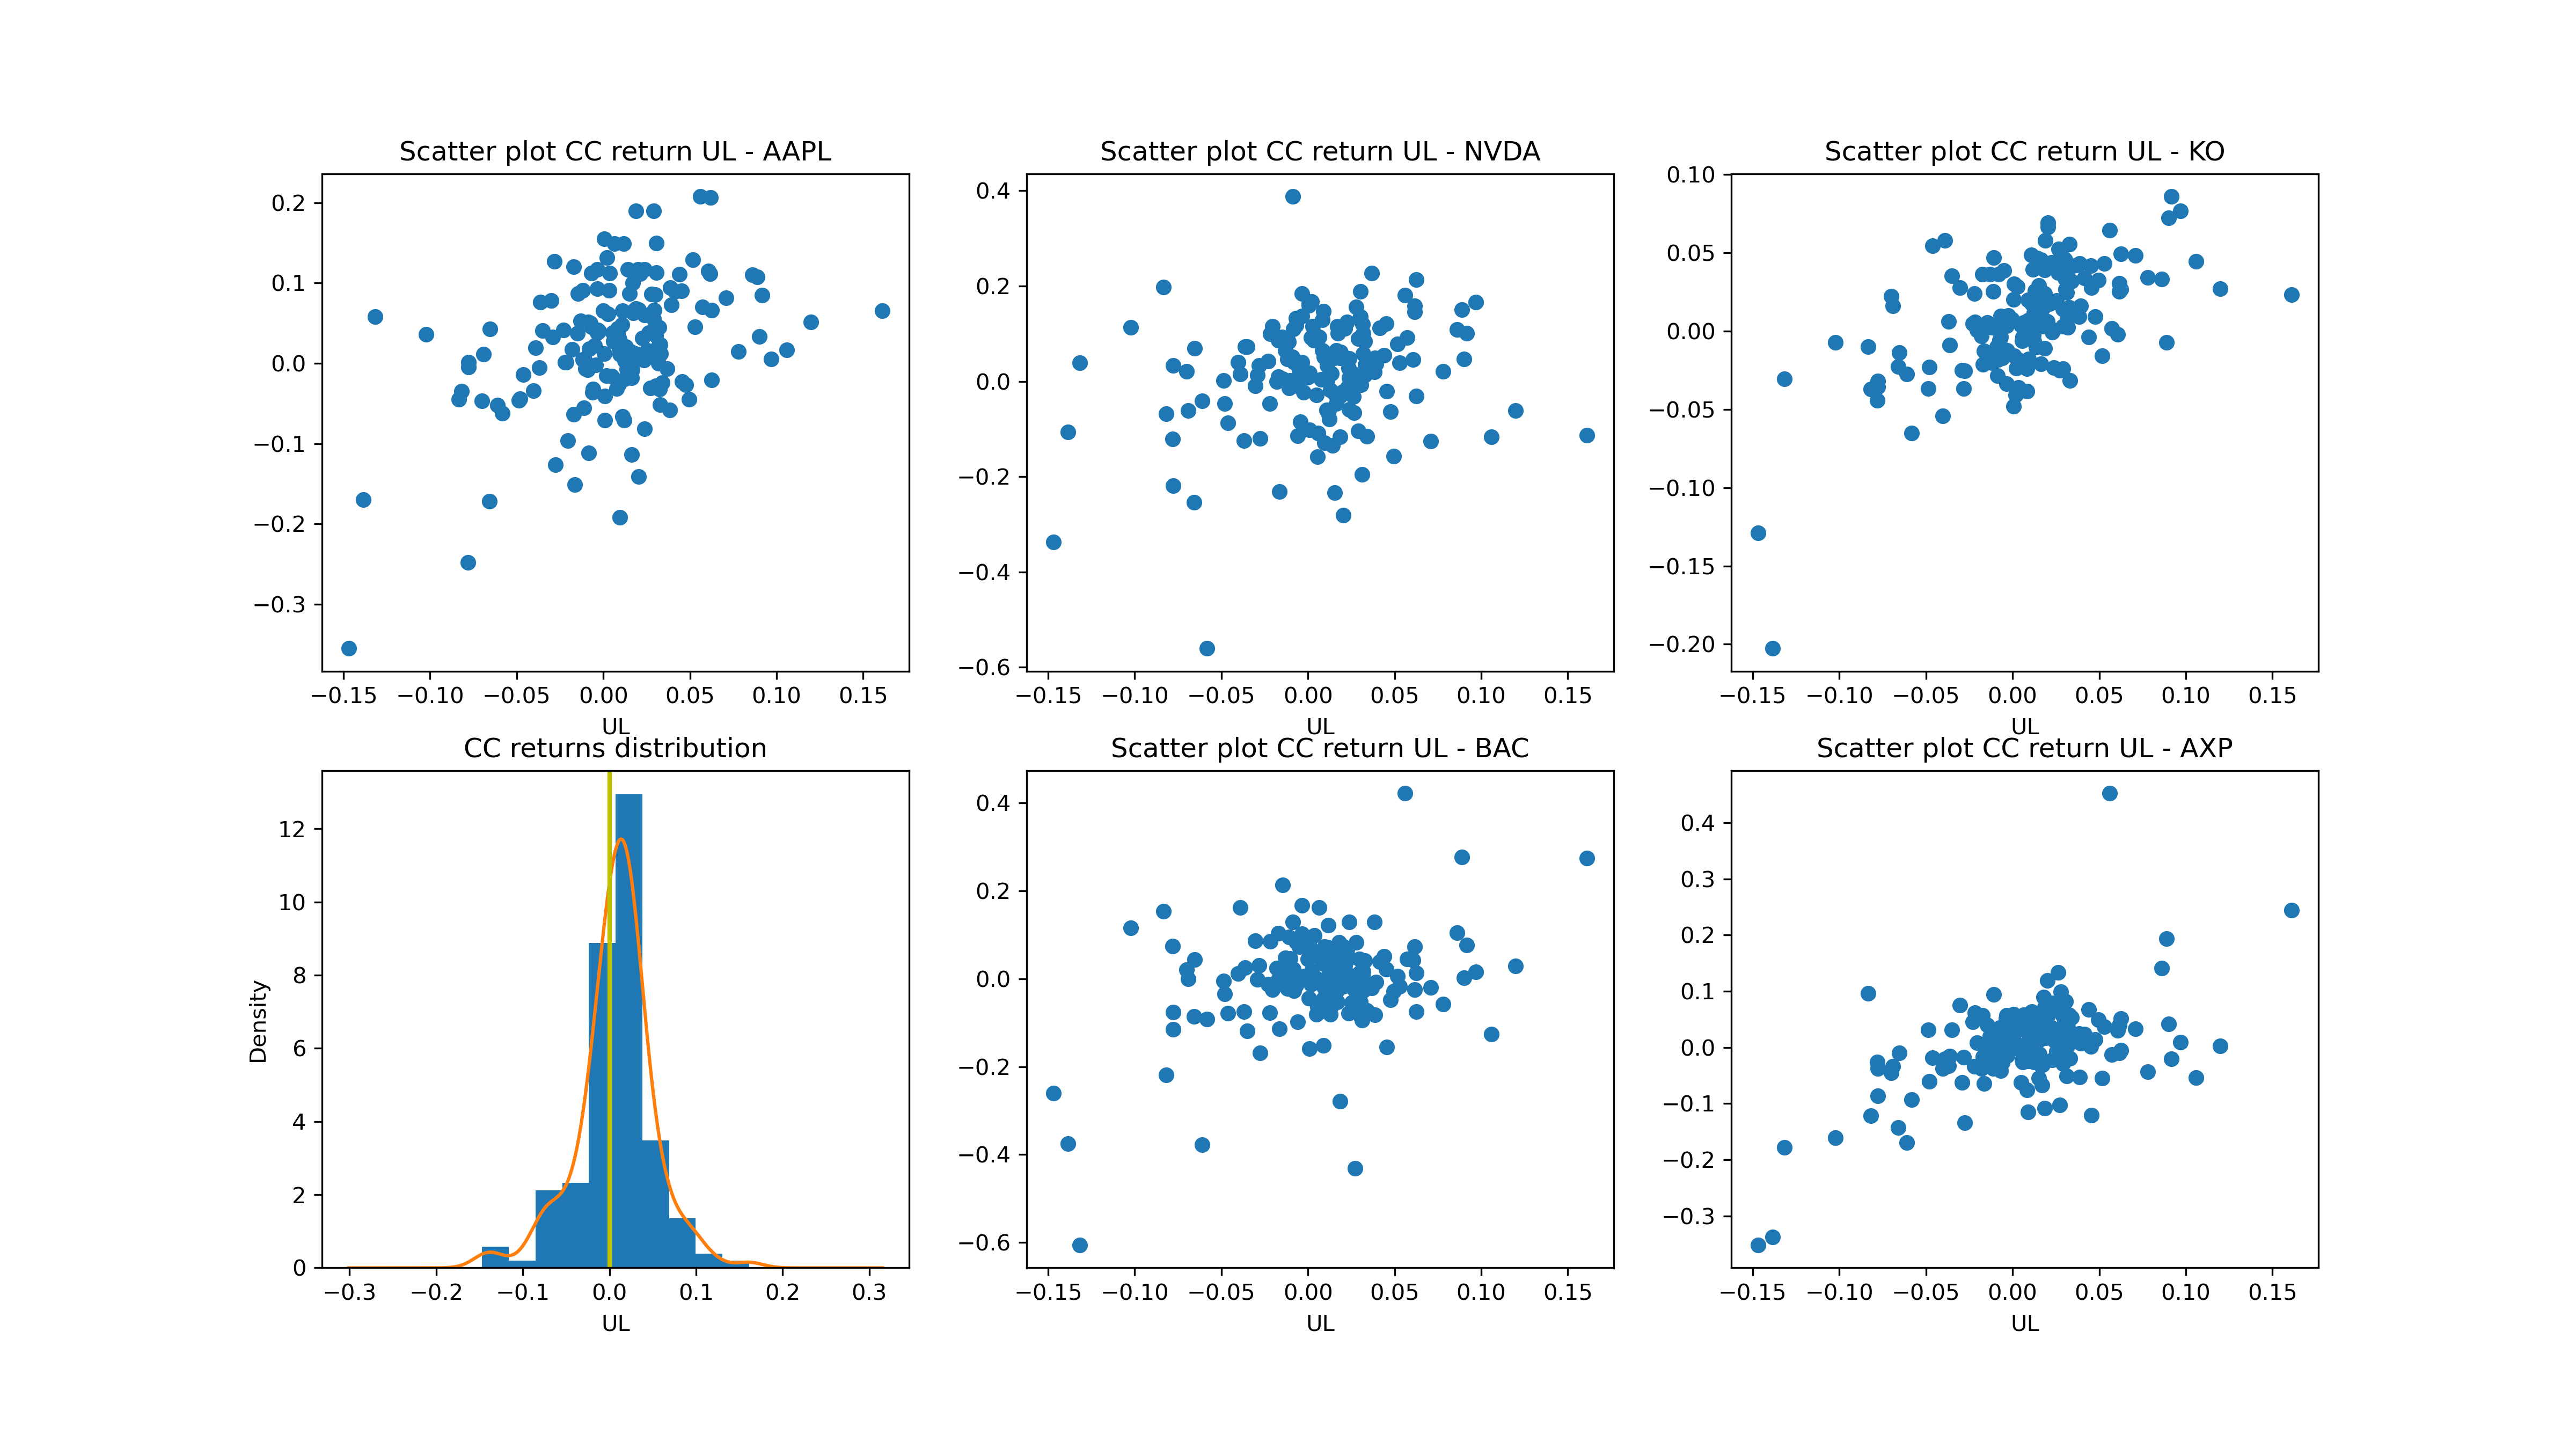 Scatter plot CC return UL - AAPL
0.2
0.1
0.0
−0.1
−0.2
−0.3
−0.15 −0.10 −0.05 0.00 0.05 0.10 0.15
UL
Scatter plot CC return UL - NVDA
0.4
0.2
0.0
−0.2
−0.4
−0.6
−0.15 −0.10 −0.05 0.00 0.05 0.10 0.15
UL
Scatter plot CC return UL - KO
0.10
0.05
0.00
−0.05
−0.10
−0.15
−0.20
−0.15 −0.10 −0.05 0.00 0.05 0.10 0.15
UL
CC returns distribution
Density
12
10
8
6
4
2
0
−0.3 −0.2 −0.1 0.0 0.1 0.2 0.3
UL
Scatter plot CC return UL - BAC
0.4
0.2
0.0
−0.2
−0.4
−0.6
−0.15 −0.10 −0.05 0.00 0.05 0.10 0.15
UL
Scatter plot CC return UL - AXP
0.4
0.3
0.2
0.1
0.0
−0.1
−0.2
−0.3
−0.15 −0.10 −0.05 0.00 0.05 0.10 0.15
UL